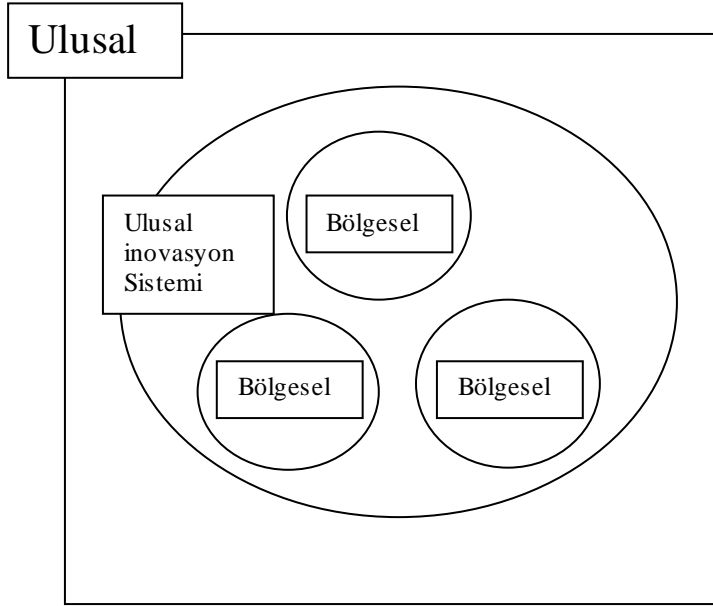 Ulusal
Ulusal
inovasyon
Sistemi
Bölgesel
Bölgesel
Bölgesel